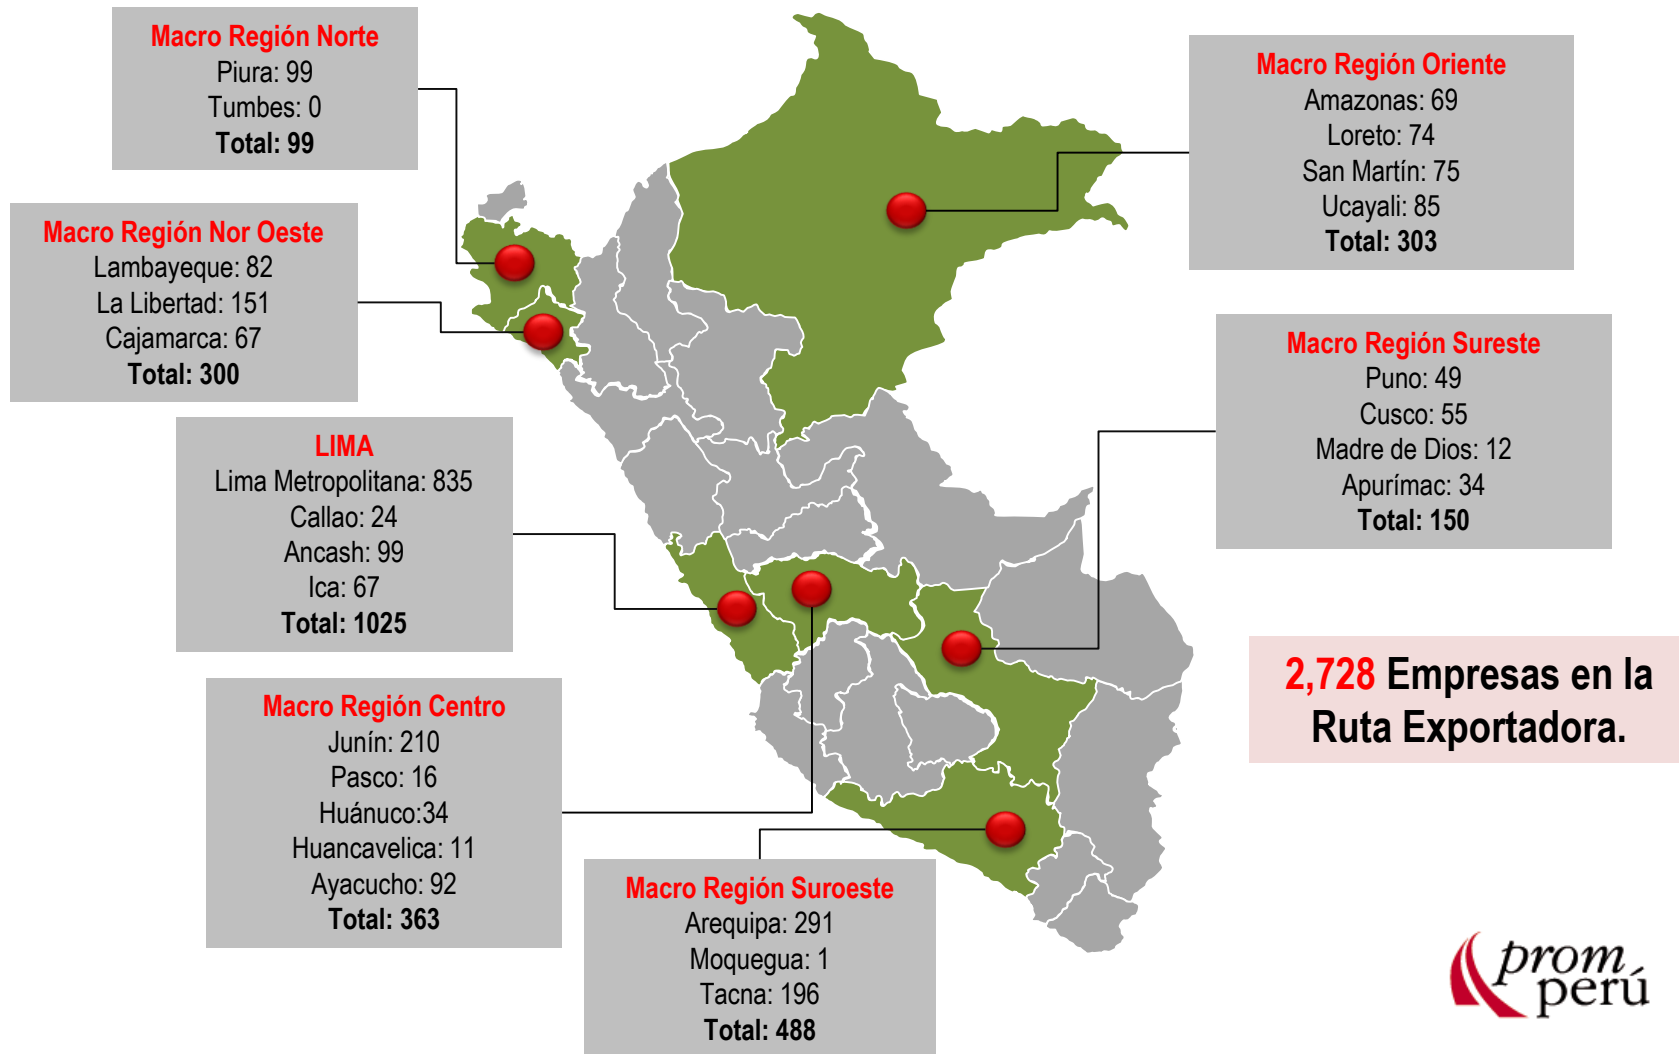 Macro Región Norte
Piura: 99
Tumbes: 0
Total: 99
Macro Región Nor Oeste
Lambayeque: 82
La Libertad: 151
Cajamarca: 67
Total: 300
LIMA
Lima Metropolitana: 835
Callao: 24
Ancash: 99
Ica: 67
Total: 1025
Macro Región Centro
Junín: 210
Pasco: 16
Huánuco:34
Huancavelica: 11
Ayacucho: 92
Total: 363
Macro Región Suroeste
Arequipa: 291
Moquegua: 1
Tacna: 196
Total: 488
Macro Región Oriente
Amazonas: 69
Loreto: 74
San Martín: 75
Ucayali: 85
Total: 303
Macro Región Sureste
Puno: 49
Cusco: 55
Madre de Dios: 12
Apurímac: 34
Total: 150
2,728 Empresas en la
Ruta Exportadora.
prom
perú